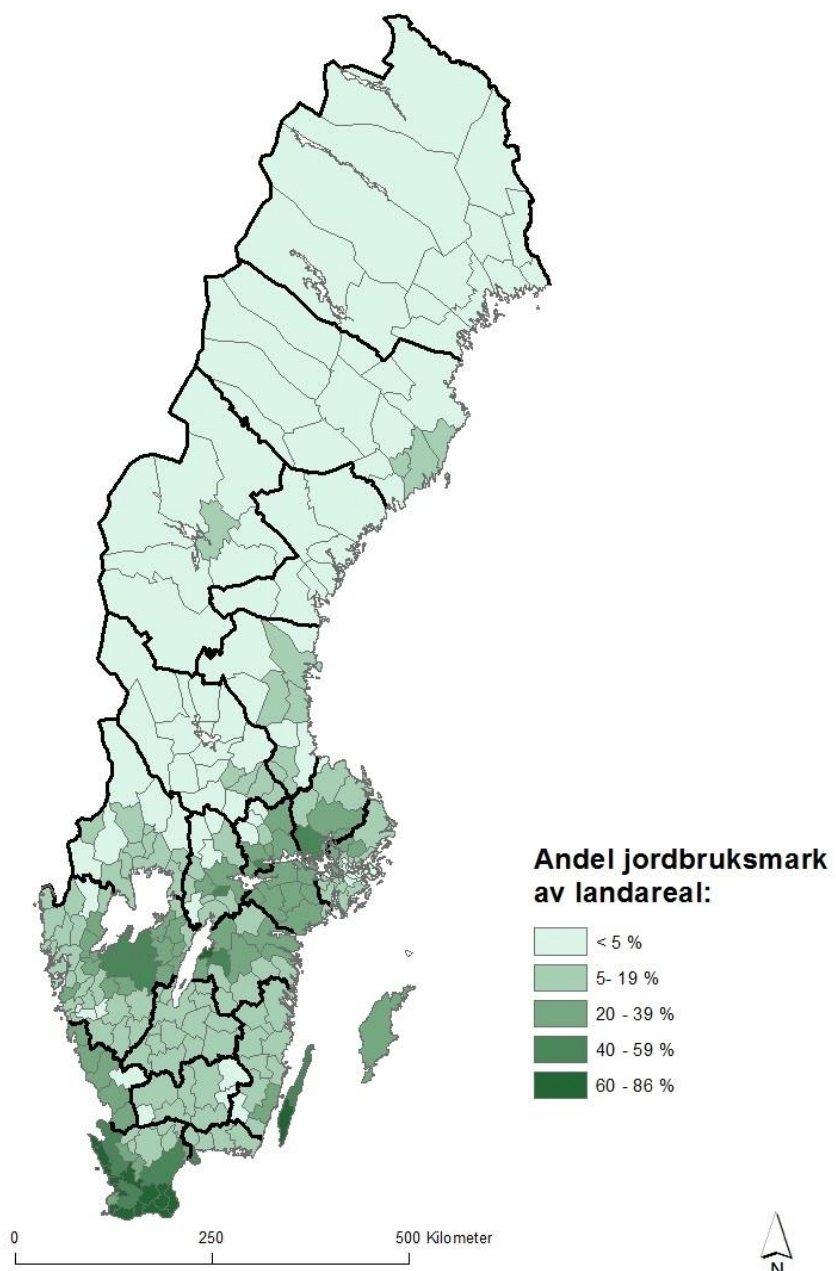 Andel jordbruksmark
av landareal:
< 5 %
5- 19 %
20 - 39 %
40 - 59 %
60 - 86 %
0 250 500 Kilometer
N